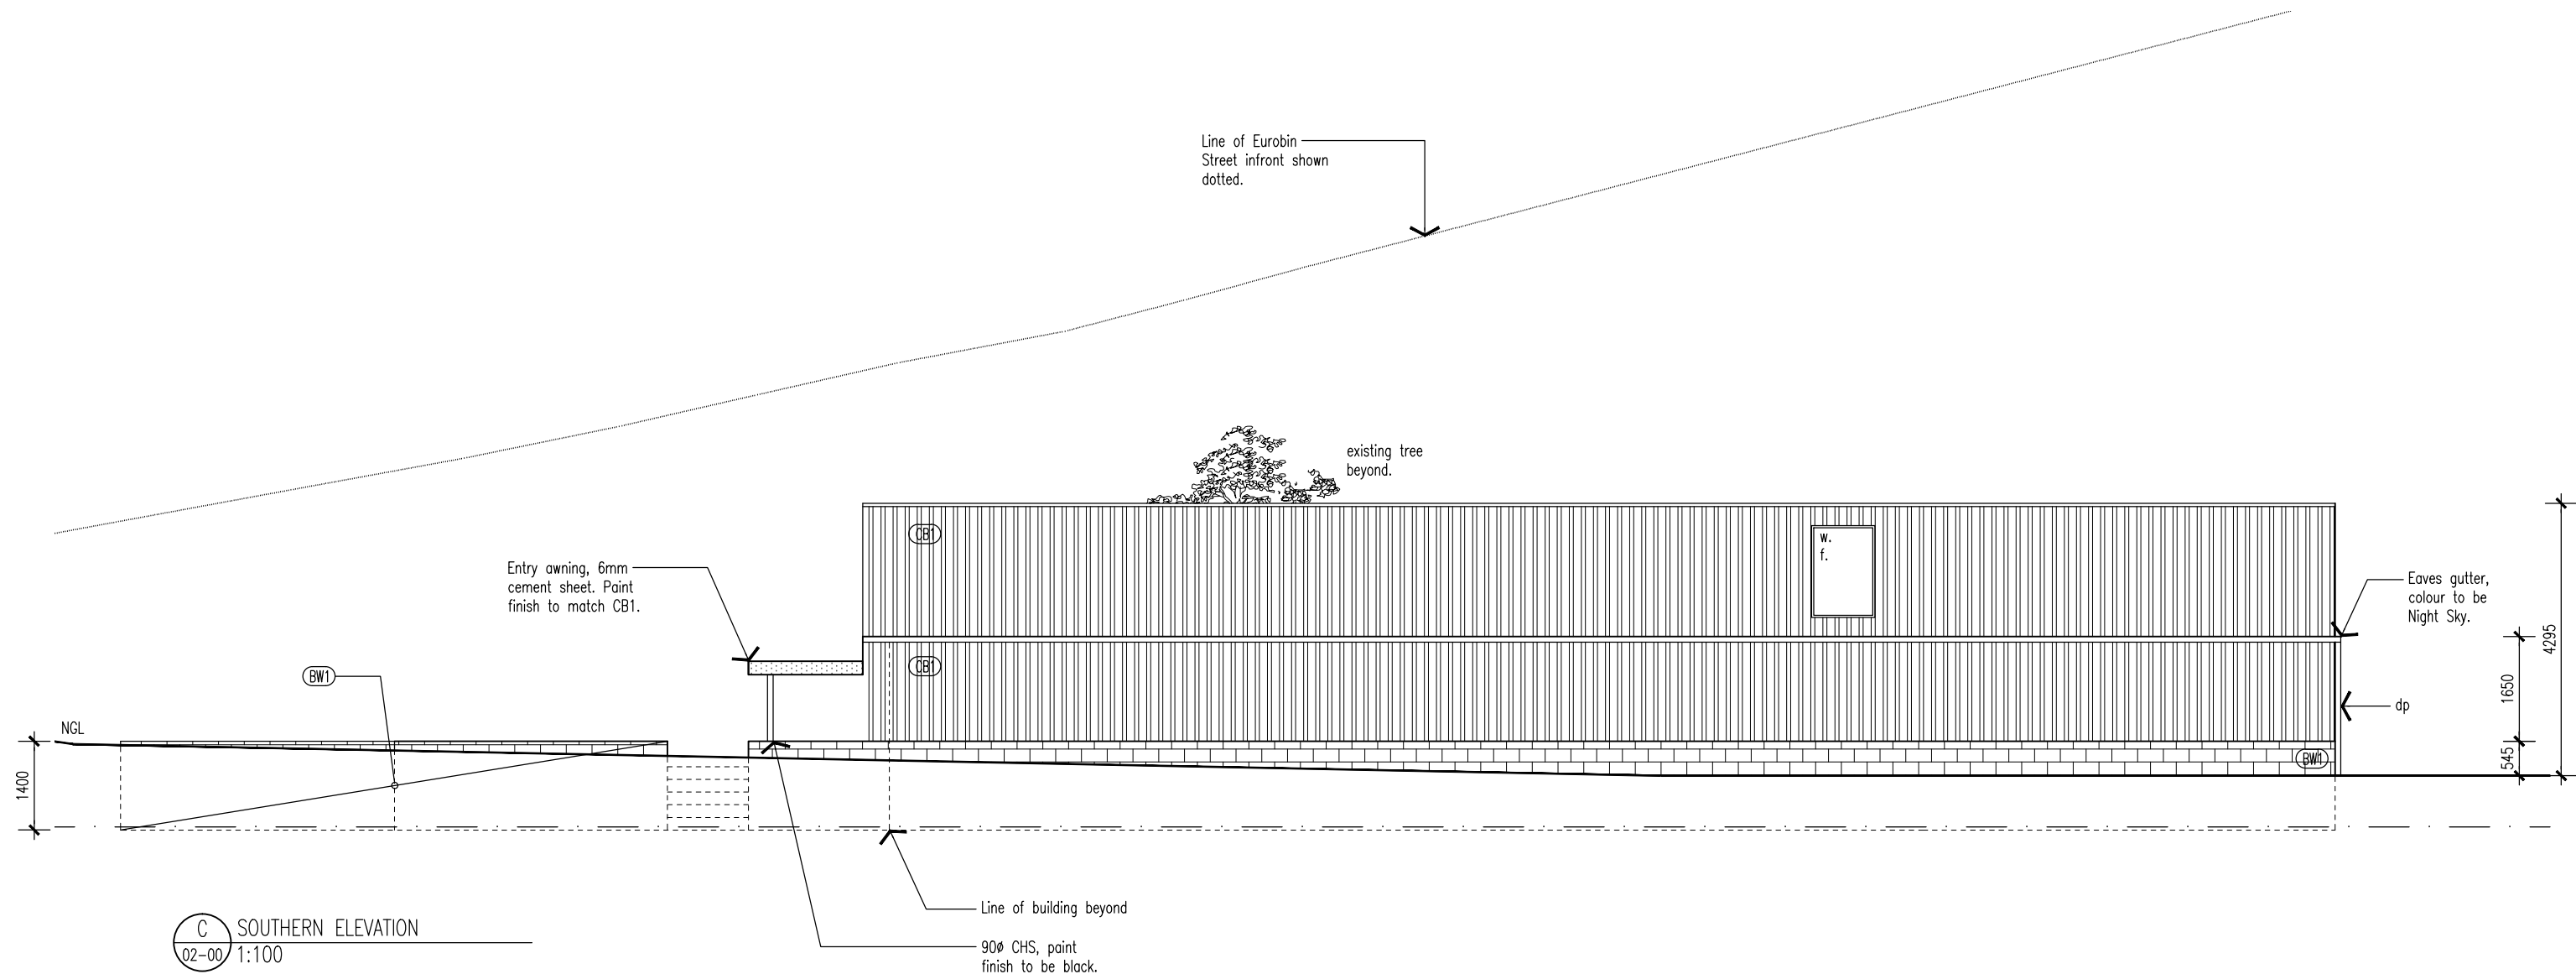 Line of Eurobin
Street infront shown
dotted.
existing tree
beyond.
CB1
w.
f.
Entry awning, 6mm
cement sheet. Paint
finish to match CB1.
Eaves gutter,
colour to be
Night Sky.
4295
CB1
BW1
1650
dp
NGL
1400
BW1
545
Line of building beyond
C
02-00
SOUTHERN ELEVATION
1:100
90ø CHS, paint
finish to be black.